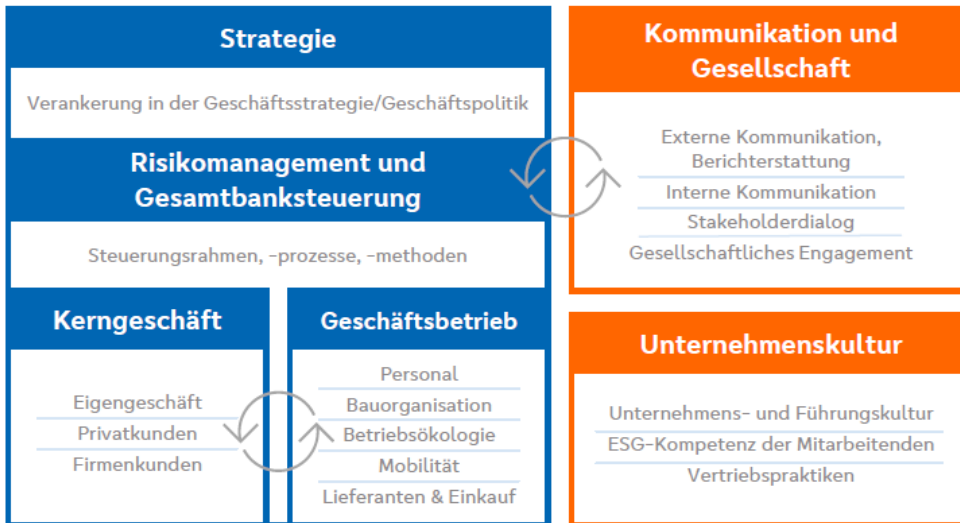 Strategie
Verankerung in der Geschäftsstrategie/Geschäftspolitik
Risikomanagement und
Gesamtbanksteuerung
Steuerungsrahmen, -prozesse, -methoden
Kerngeschäft
Eigengeschäft
Privatkunden
Firmenkunden
Geschäftsbetrieb
Personal
Bauorganisation
Betriebsökologie
Mobilität
Lieferanten & Einkauf
Kommunikation und
Gesellschaft
Externe Kommunikation,
Berichterstattung
Interne Kommunikation
Stakeholderdialog
Gesellschaftliches Engagement
Unternehmenskultur
Unternehmens- und Führungskultur
ESG-Kompetenz der Mitarbeitenden
Vertriebspraktiken